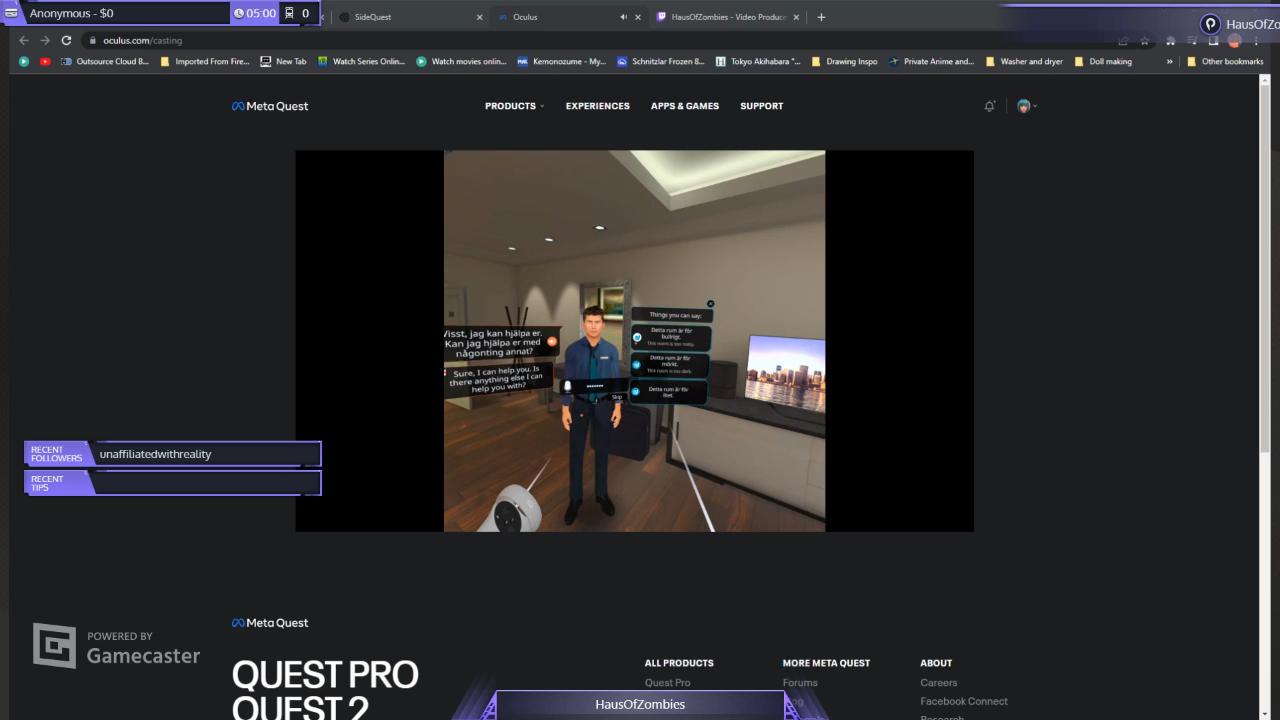 Anonymous - $0
05:00
0
SideQuest
Oculus
HausOfZombies - Video Produce
HausOfZo
oculus.com/casting
Outsource Cloud B...
Imported From Fire...
New Tab
Watch Series Onlin...
Watch movies onlin...
Kemonozume - My...
Schnitzlar Frozen 8...
Tokyo Akihabara "...
Drawing Inspo
Private Anime and...
Washer and dryer
Doll making
Other bookmarks
Meta Quest
PRODUCTS
EXPERIENCES
APPS & GAMES
SUPPORT
Visst, jag kan hjälpa er.
Kan jag hjälpa er med
någonting annat?
Sure, I can help you. Is
there anything else I can
help you with?
Things you can say:
Detta rum är för
bullrigt.
This room is too noisy.
Detta rum är för
mörkt.
This room is too dark.
Detta rum är för
litet.
Skip
RECENT
FOLLOWERS
unaffiliatedwithreality
RECENT
TIPS
POWERED BY
Gamecaster
Meta Quest
QUEST PRO
QUEST 2
ALL PRODUCTS
Quest Pro
MORE META QUEST
Forums
ABOUT
Careers
Facebook Connect
Research
HausOfZombies